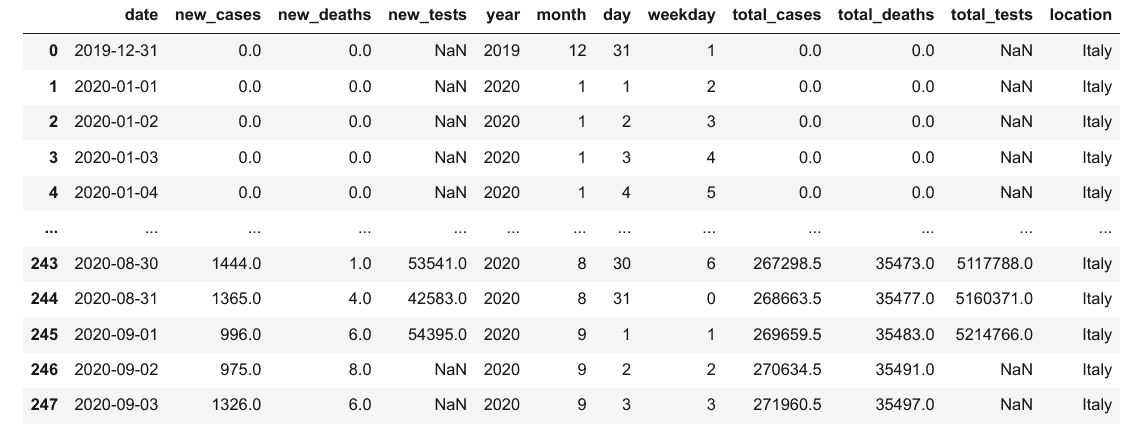 date new_cases new_deaths new_tests year month day weekday total_cases total_deaths total_tests location
0 2019-12-31 0.0 0.0 NaN 2019 12 31 1 0.0 0.0 NaN Italy
1 2020-01-01 0.0 0.0 NaN 2020 1 1 2 0.0 0.0 NaN Italy
2 2020-01-02 0.0 0.0 NaN 2020 1 2 3 0.0 0.0 NaN Italy
3 2020-01-03 0.0 0.0 NaN 2020 1 3 4 0.0 0.0 NaN Italy
4 2020-01-04 0.0 0.0 NaN 2020 1 4 5 0.0 0.0 NaN Italy
... ... ... ... ... ... ... ... ... ... ... ... ...
243 2020-08-30 1444.0 1.0 53541.0 2020 8 30 6 267298.5 35473.0 5117788.0 Italy
244 2020-08-31 1365.0 4.0 42583.0 2020 8 31 0 268663.5 35477.0 5160371.0 Italy
245 2020-09-01 996.0 6.0 54395.0 2020 9 1 1 269659.5 35483.0 5214766.0 Italy
246 2020-09-02 975.0 8.0 NaN 2020 9 2 2 270634.5 35491.0 NaN Italy
247 2020-09-03 1326.0 6.0 NaN 2020 9 3 3 271960.5 35497.0 NaN Italy